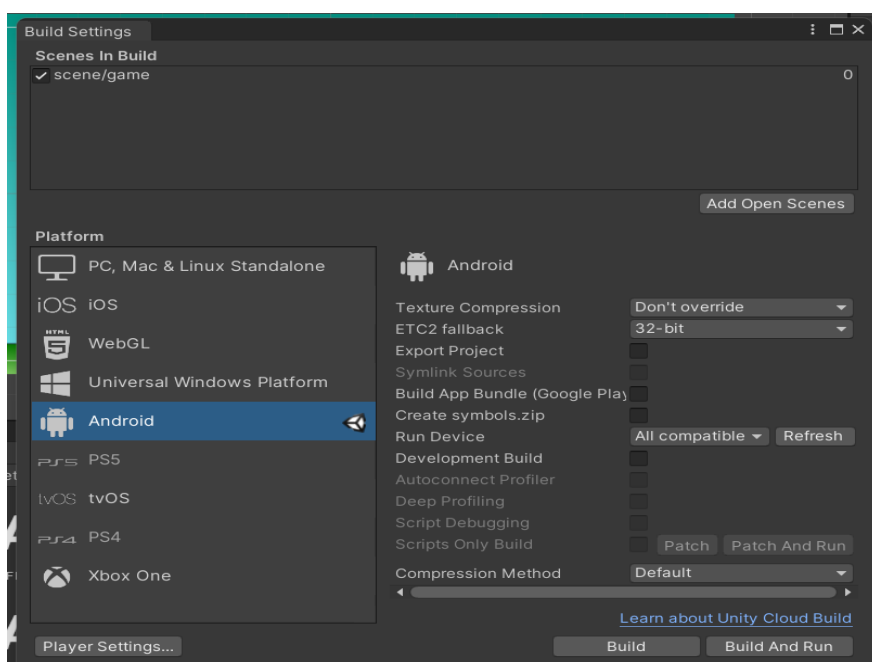 Build Settings
Scenes In Build
scene/game 0
Add Open Scenes
Platform
PC, Mac & Linux Standalone
iOS iOS
HTML 5 WebGL
Universal Windows Platform
Android
PS5 PS5
tvOS tvOS
PS4 PS4
Xbox One
Android
Texture Compression Don't override
ETC2 fallback 32-bit
Export Project
Symlink Sources
Build App Bundle (Google Play
Create symbols.zip
Run Device All compatible Refresh
Development Build
Autoconnect Profiler
Deep Profiling
Script Debugging
Scripts Only Build Patch Patch And Run
Compression Method Default
Learn about Unity Cloud Build
Player Settings... Build Build And Run